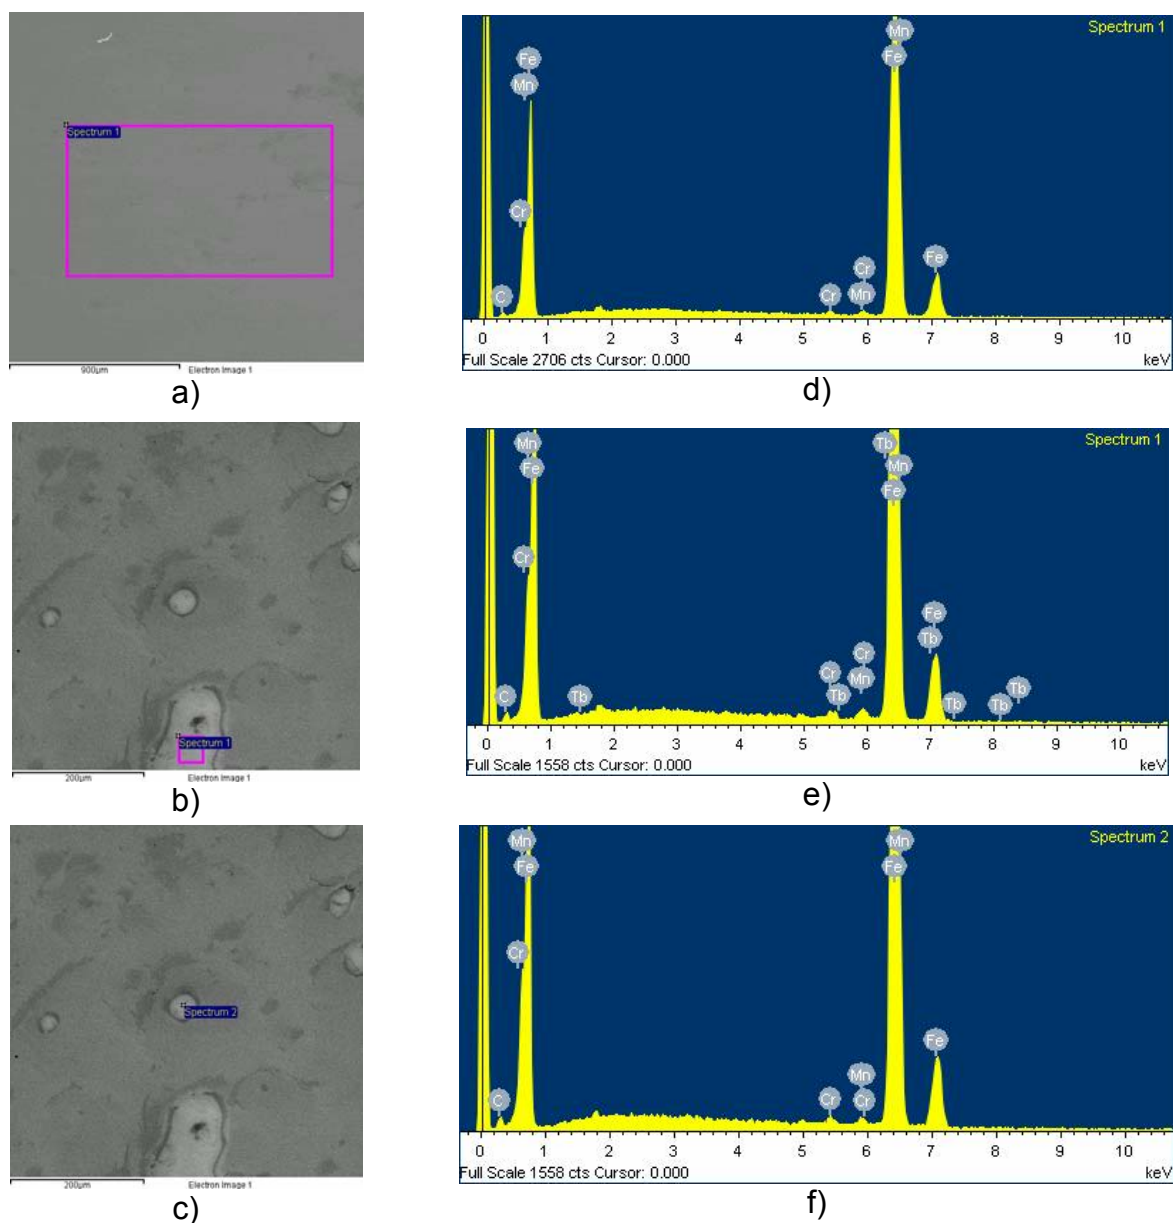 Spectrum 1
900µm Electron Image 1
a)
Spectrum 1
Fe
Mn
Cr
C
Cr
Cr
Mn
Mn
Fe
Fe
0 1 2 3 4 5 6 7 8 9 10
Full Scale 2706 cts Cursor: 0.000 keV
d)
Spectrum 1
200µm Electron Image 1
b)
Spectrum 1
Mn
Fe
Cr
C
Tb
Cr
Tb
Cr
Mn
Tb
Mn
Fe
Fe
Tb
Tb
Tb
Tb
0 1 2 3 4 5 6 7 8 9 10
Full Scale 1558 cts Cursor: 0.000 keV
e)
Spectrum 2
200µm Electron Image 1
c)
Spectrum 2
Mn
Fe
Cr
C
Cr
Mn
Cr
Mn
Fe
Fe
0 1 2 3 4 5 6 7 8 9 10
Full Scale 1558 cts Cursor: 0.000 keV
f)